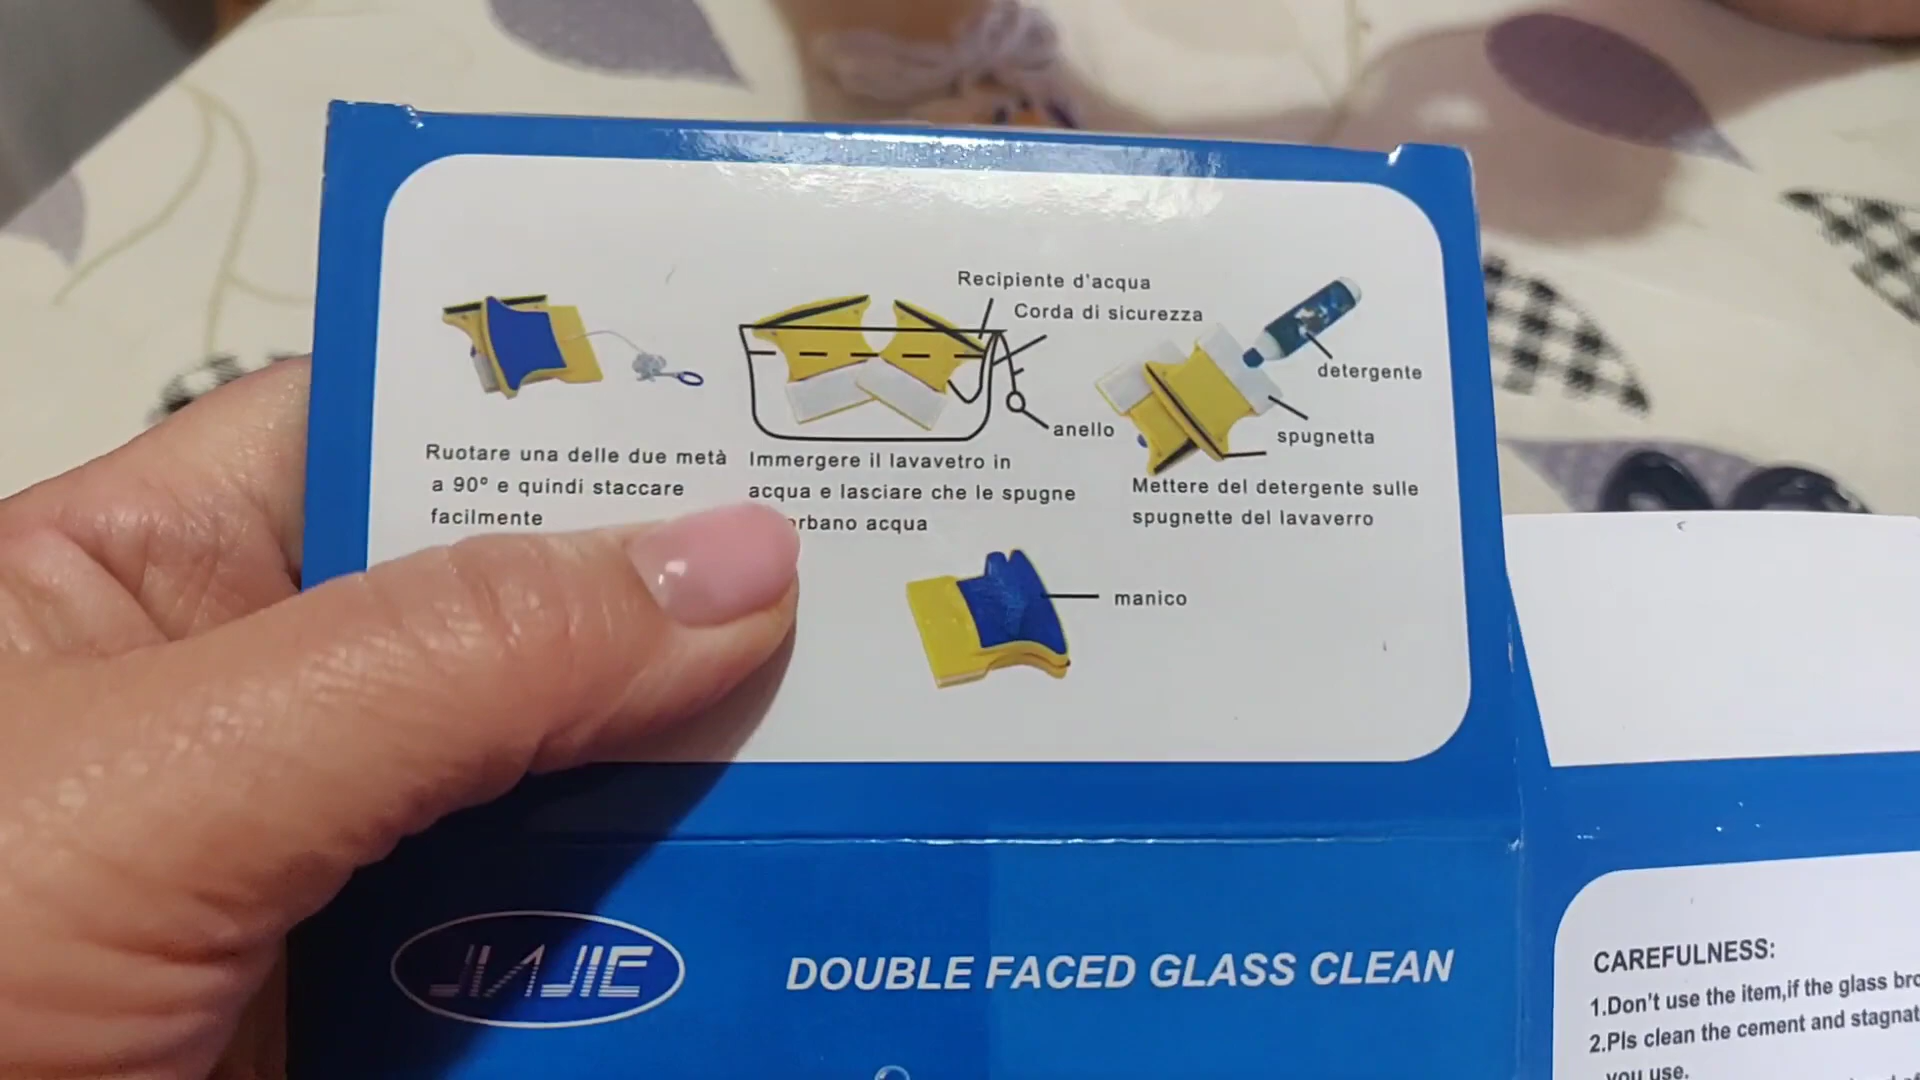 Recipiente d'acqua
Corda di sicurezza
detergente
anello
spugnetta
Ruotare una delle due metà
a 90° e quindi staccare
facilmente
Immergere il lavavetro in
acqua e lasciare che le spugne
rbano acqua
Mettere del detergente sulle
spugnette del lavaverro
manico
JIAJIE
DOUBLE FACED GLASS CLEAN
CAREFULNESS:
1.Don't use the item,if the glass bro
2.Pls clean the cement and stagnat
you use.